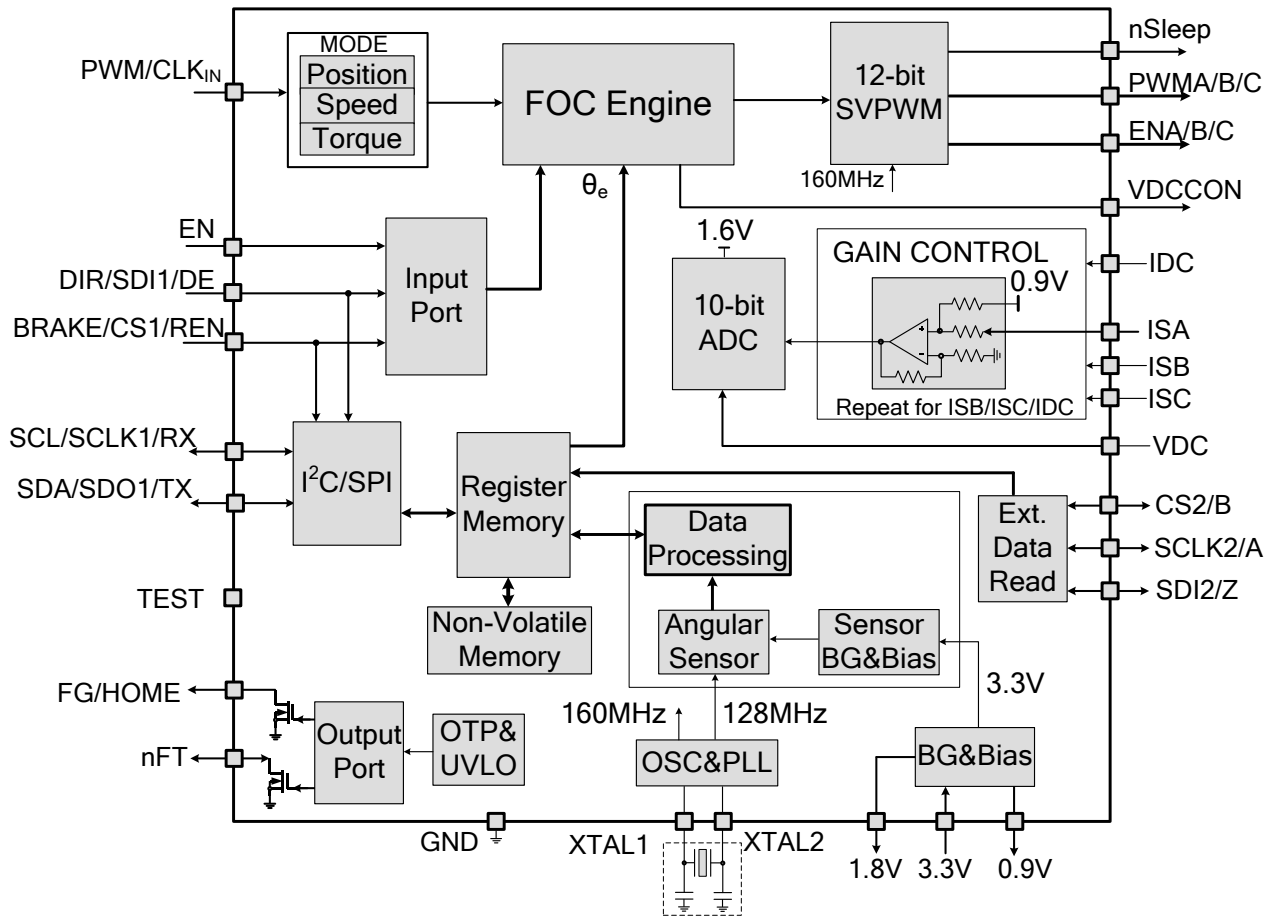 nSleep
MODE
Position
Speed
Torque
PWM/CLKIN
FOC Engine
12-bit
SVPWM
PWMA/B/C
ENA/B/C
160MHz
θe
VDCCON
EN
DIR/SDI1/DE
BRAKE/CS1/REN
Input
Port
1.6V
10-bit
ADC
GAIN CONTROL
0.9V
+
-
Repeat for ISB/ISC/IDC
IDC
ISA
ISB
ISC
VDC
SCL/SCLK1/RX
SDA/SDO1/TX
I2C/SPI
Register
Memory
Data
Processing
Ext.
Data
Read
CS2/B
SCLK2/A
SDI2/Z
TEST
Non-Volatile
Memory
Angular
Sensor
Sensor
BG&Bias
3.3V
FG/HOME
nFT
Output
Port
OTP&
UVLO
160MHz
128MHz
OSC&PLL
BG&Bias
GND
XTAL1
XTAL2
1.8V
3.3V
0.9V